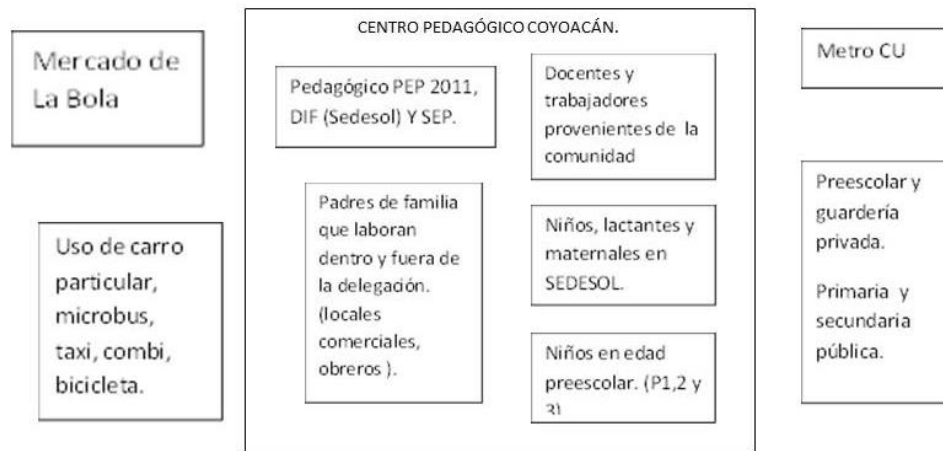 CENTRO PEDAGÓGICO COYOACÁN.
Mercado de
La Bola
Uso de carro
particular,
microbus,
taxi, combi,
bicicleta.
Pedagógico PEP 2011,
DIF (Sedesol) Y SEP.
Padres de familia
que laboran
dentro y fuera de
la delegación.
(locales
comerciales,
obreros ).
Docentes y
trabajadores
provenientes de la
comunidad
Niños, lactantes y
maternales en
SEDESOL.
Niños en edad
preescolar. (P1,2 y
3)
Metro CU
Preescolar y
guardería
privada.
Primaria y
secundaria
pública.